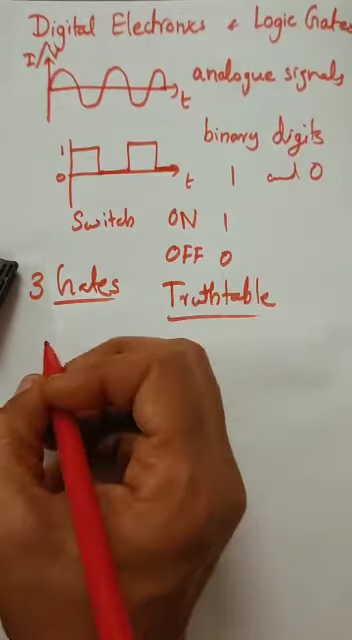 Digital Electronics & Logic Gates
I/V
t
analogue signals
binary digits
1
0
t
1 and 0
Switch ON 1
OFF 0
3 Gates Truthtable